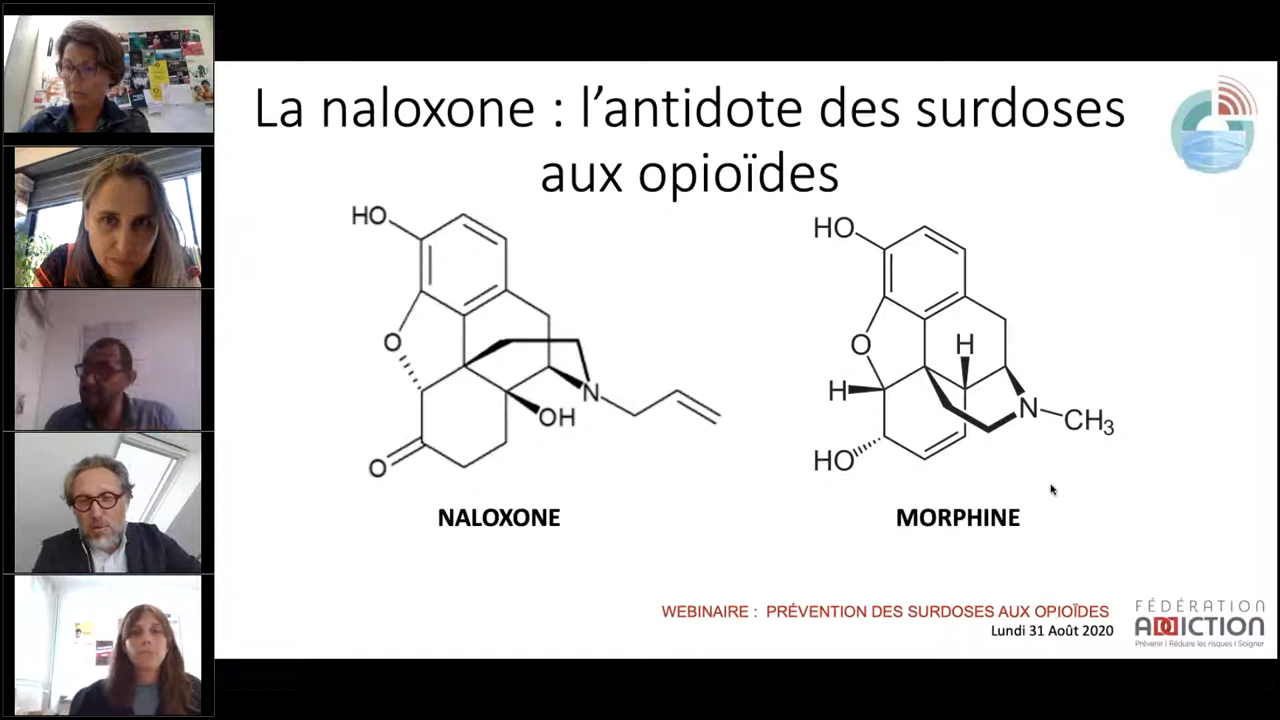 La naloxone : l’antidote des surdoses
aux opioïdes
HO
O
O
OH
N
NALOXONE
HO
O
H
H
HO
N
CH3
MORPHINE
WEBINAIRE : PRÉVENTION DES SURDOSES AUX OPIOÏDES
Lundi 31 Août 2020
FÉDÉRATION
ADDICTION
Prévenir | Réduire les risques | Soigner